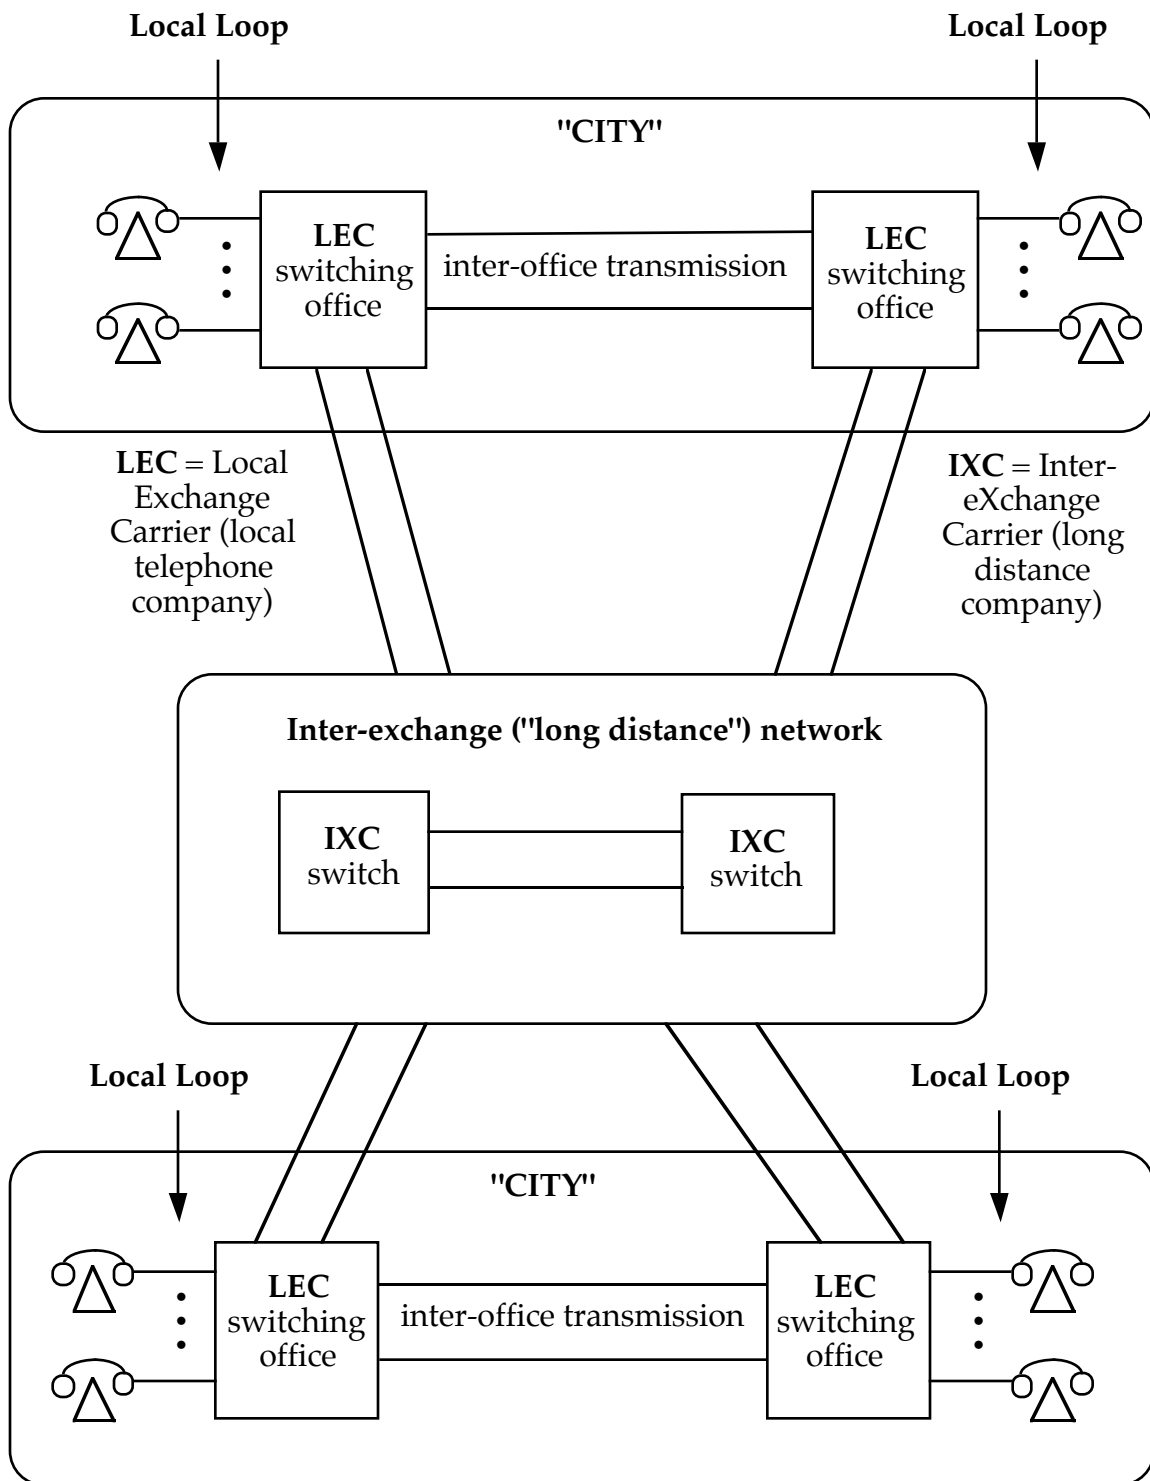 Local Loop
Local Loop
"CITY"
LEC
switching
office
inter-office transmission
LEC
switching
office
LEC = Local
Exchange
Carrier (local
telephone
company)
IXC = Inter-
eXchange
Carrier (long
distance
company)
Inter-exchange ("long distance") network
IXC
switch
IXC
switch
Local Loop
Local Loop
"CITY"
LEC
switching
office
inter-office transmission
LEC
switching
office